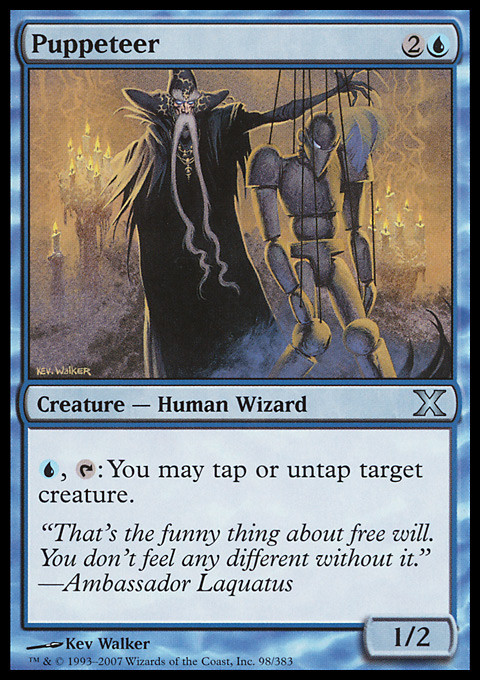 Puppeteer 2
KEV. WALKER
Creature — Human Wizard X
, : You may tap or untap target
creature.
“That’s the funny thing about free will.
You don’t feel any different without it.”
—Ambassador Laquatus
Kev Walker
1/2
™ & © 1993–2007 Wizards of the Coast, Inc. 98/383